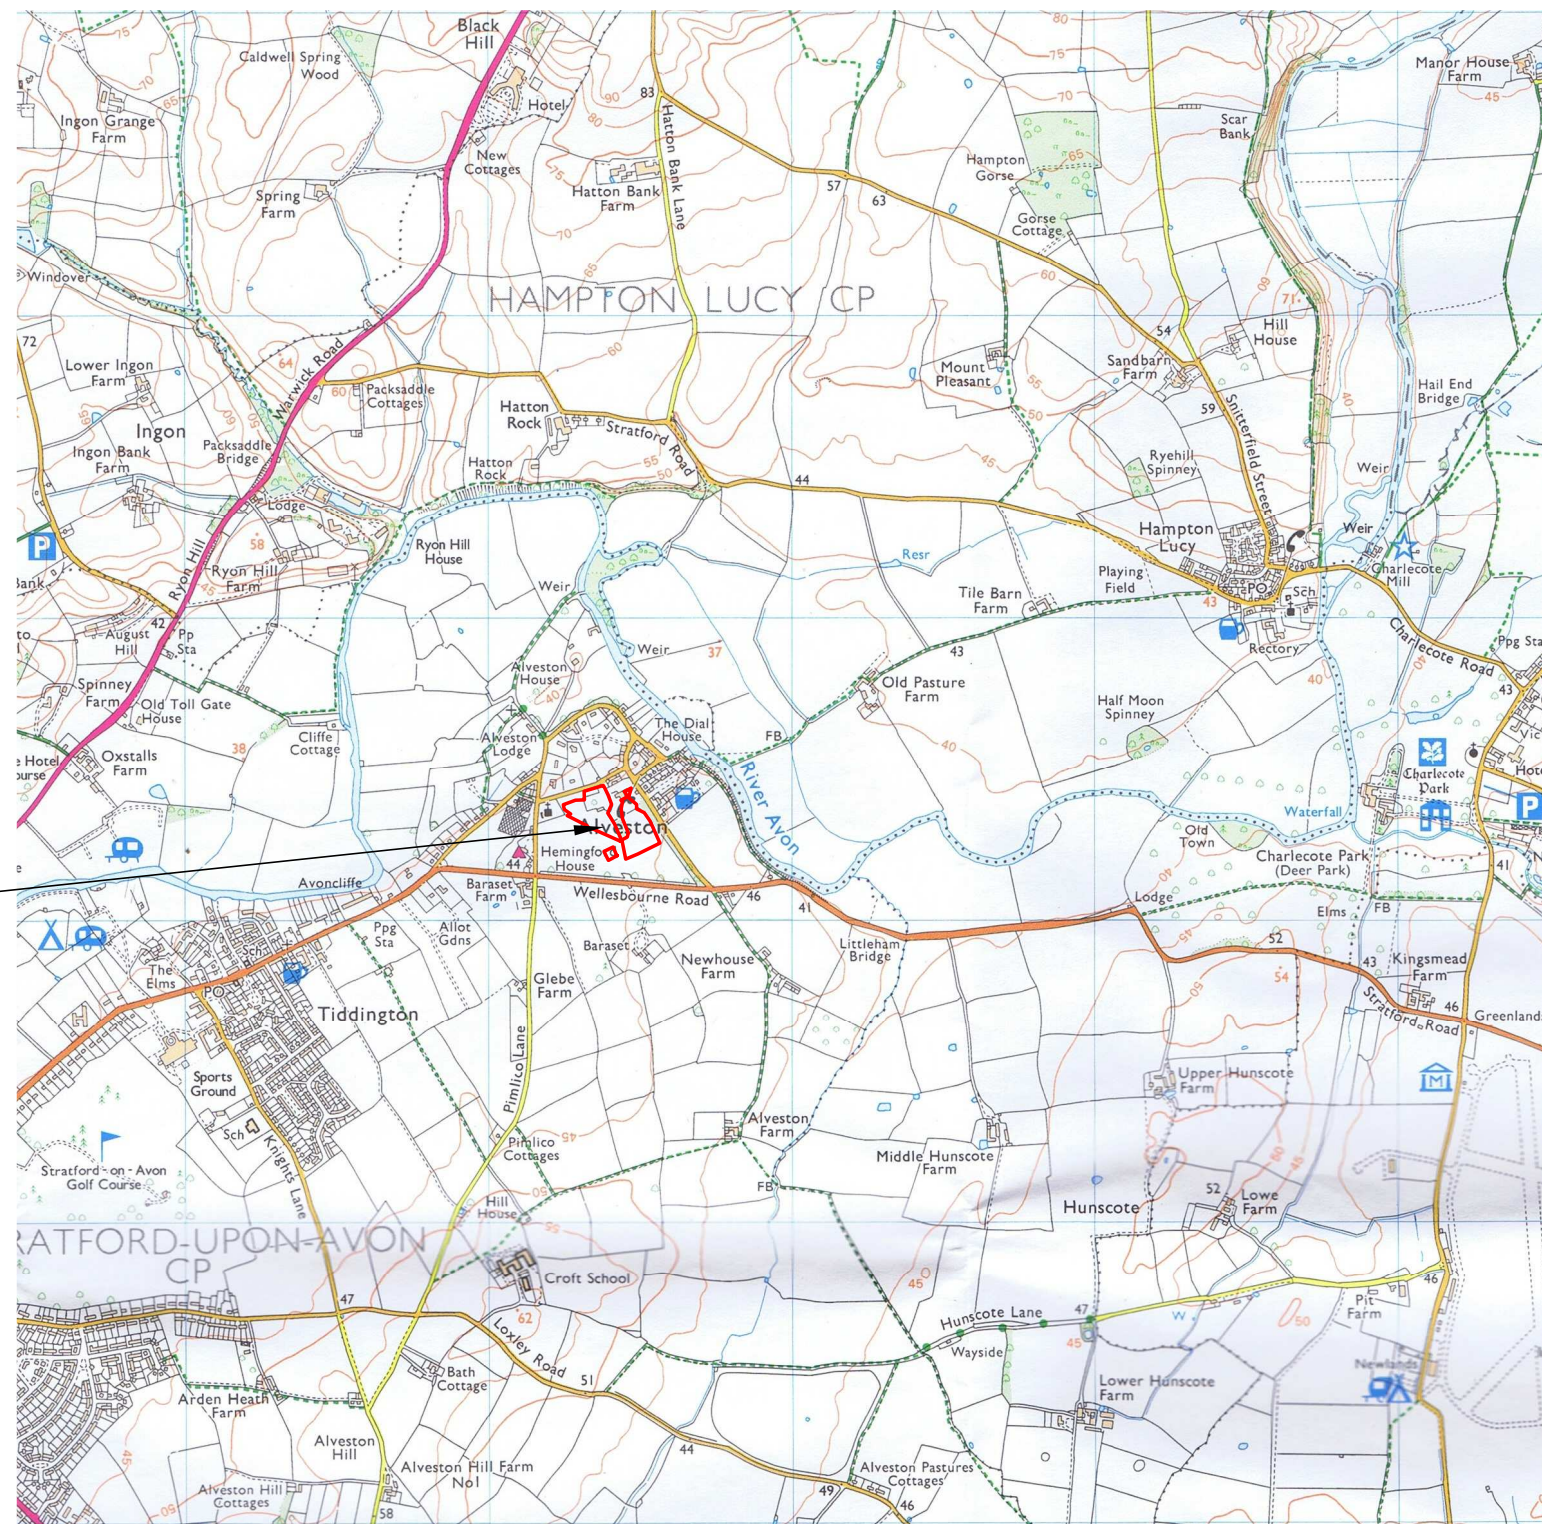 Black
Hill
Caldwell Spring
Wood
Manor House
Farm
Ingon Grange
Farm
Hotel
Scar
Bank
New
Cottages
Hatton Bank
Farm
Hatton Bank Lane
Hampton
Gorse
Gorse
Cottage
Spring
Farm
Windover
HAMPTON LUCY CP
Hill
House
Sandbarn
Farm
Mount
Pleasant
Lower Ingon
Farm
Warwick Road
Packsaddle
Cottages
Hail End
Bridge
Hatton
Rock
Stratford Road
Snitterfield Street
Ingon
Ingon Bank
Farm
Packsaddle
Bridge
Hatton
Rock
Ryehill
Spinney
Weir
Lodge
Hampton
Lucy
Weir
P
Ryon Hill
House
Resr
Charlecote
Mill
Ryon Hill
Ryon Hill
Farm
Weir
Tile Barn
Farm
Playing
Field
PO
Sch
August
Hill
Pp
Sta
Weir
Rectory
Charlecote Road
Ppg Sta
Alveston
House
Old Pasture
Farm
Half Moon
Spinney
Spinney
Farm
Old Toll Gate
House
Cliffe
Cottage
Alveston
Lodge
The Dial
House
FB
Oxstalls
Farm
River Avon
Charlecote
Park
P
Alveston
Waterfall
Old
Town
Hemingford
House
Charlecote Park
(Deer Park)
Avoncliffe
Baraset
Farm
Wellesbourne Road
Lodge
FB
Elms
Ppg
Sta
Allot
Gdns
Baraset
Littleham
Bridge
Newhouse
Farm
Sch
The
Elms
Glebe
Farm
Kingsmead
Farm
PO
Tiddington
Stratford Road
Greenlands
Pimlico Lane
Sports
Ground
Upper Hunscote
Farm
M
Sch
Knights Lane
Alveston
Farm
Pimlico
Cottages
Middle Hunscote
Farm
Stratford-on-Avon
Golf Course
FB
Hill
House
Hunscote
Lowe
Farm
RATFORD-UPON-AVON
CP
Croft School
Pit
Farm
Hunscote Lane
W
Wayside
Loxley Road
Newlands
Bath
Cottage
Lower Hunscote
Farm
Arden Heath
Farm
Alveston
Hill
Alveston Hill Farm
No1
Alveston Pastures
Cottages
Alveston Hill
Cottages